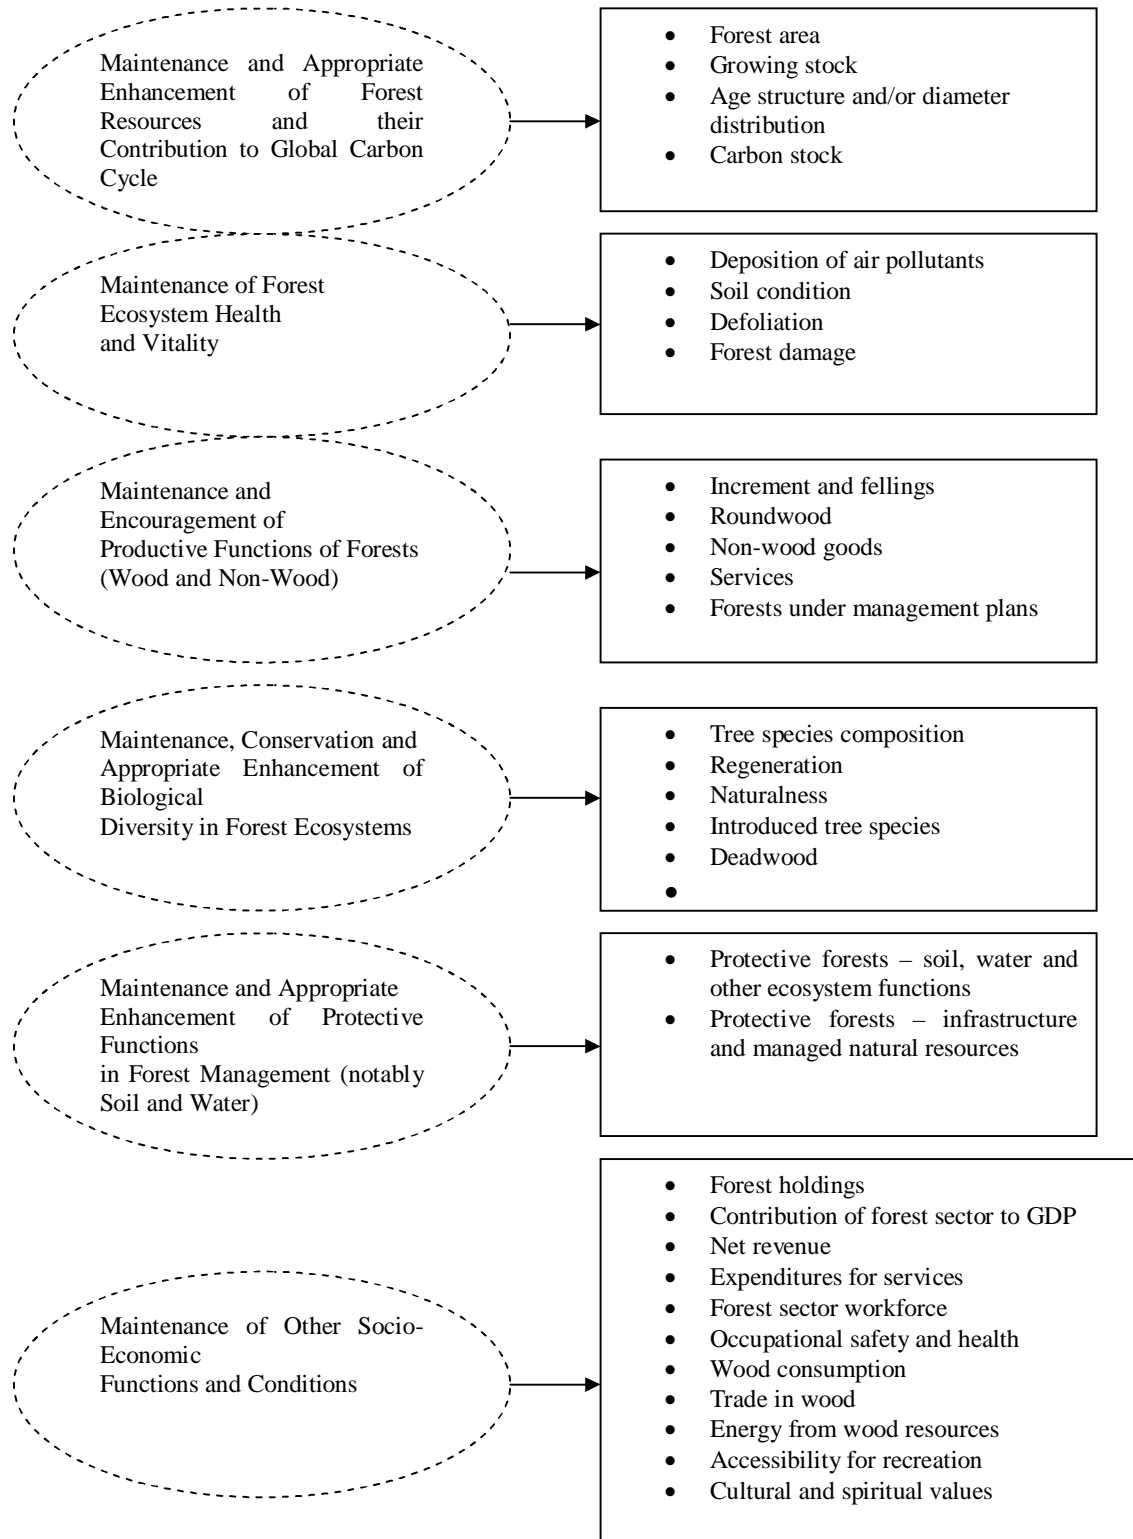 Maintenance and Appropriate
Enhancement of Forest
Resources and their
Contribution to Global Carbon
Cycle
• Forest area
• Growing stock
• Age structure and/or diameter
distribution
• Carbon stock
Maintenance of Forest
Ecosystem Health
and Vitality
• Deposition of air pollutants
• Soil condition
• Defoliation
• Forest damage
Maintenance and
Encouragement of
Productive Functions of Forests
(Wood and Non-Wood)
• Increment and fellings
• Roundwood
• Non-wood goods
• Services
• Forests under management plans
Maintenance, Conservation and
Appropriate Enhancement of
Biological
Diversity in Forest Ecosystems
• Tree species composition
• Regeneration
• Naturalness
• Introduced tree species
• Deadwood
•
Maintenance and Appropriate
Enhancement of Protective
Functions
in Forest Management (notably
Soil and Water)
• Protective forests – soil, water and
other ecosystem functions
• Protective forests – infrastructure
and managed natural resources
Maintenance of Other Socio-
Economic
Functions and Conditions
• Forest holdings
• Contribution of forest sector to GDP
• Net revenue
• Expenditures for services
• Forest sector workforce
• Occupational safety and health
• Wood consumption
• Trade in wood
• Energy from wood resources
• Accessibility for recreation
• Cultural and spiritual values